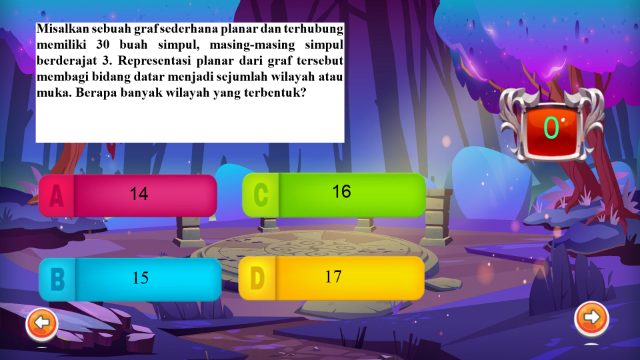 Misalkan sebuah graf sederhana planar dan terhubung
memiliki 30 buah simpul, masing-masing simpul
berderajat 3. Representasi planar dari graf tersebut
membagi bidang datar menjadi sejumlah wilayah atau
muka. Berapa banyak wilayah yang terbentuk?
0
A 14
C 16
B 15
D 17